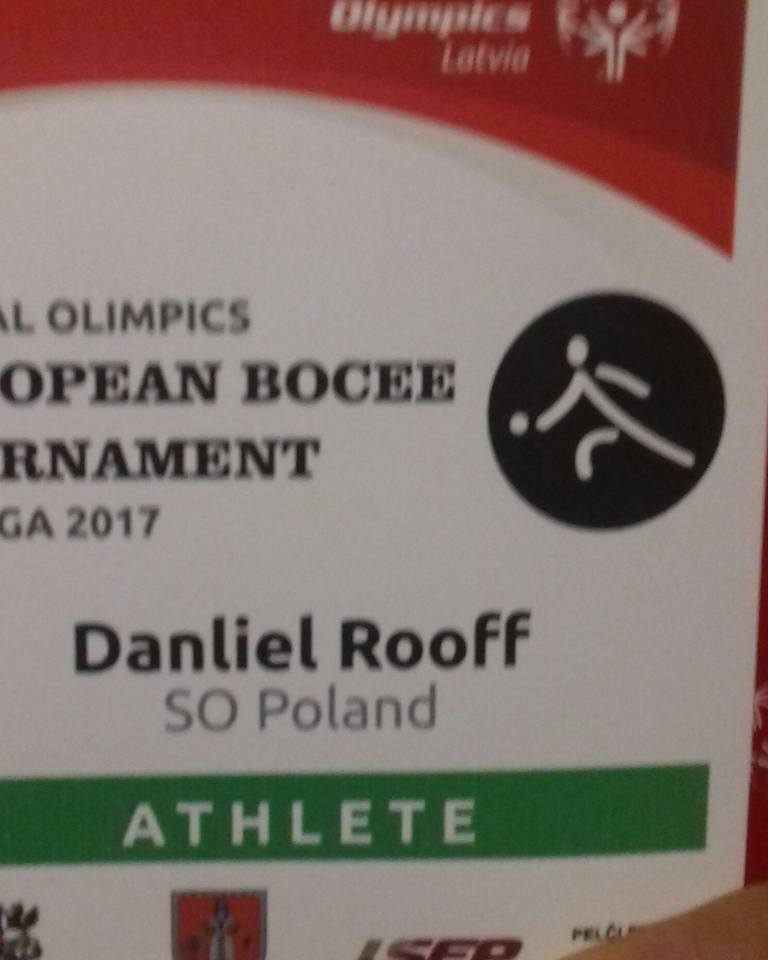 Olympics
Latvia
AL OLIMPICS
OPEAN BOCEE
RNAMENT
GA 2017
Danliel Rooff
SO Poland
ATHLETE